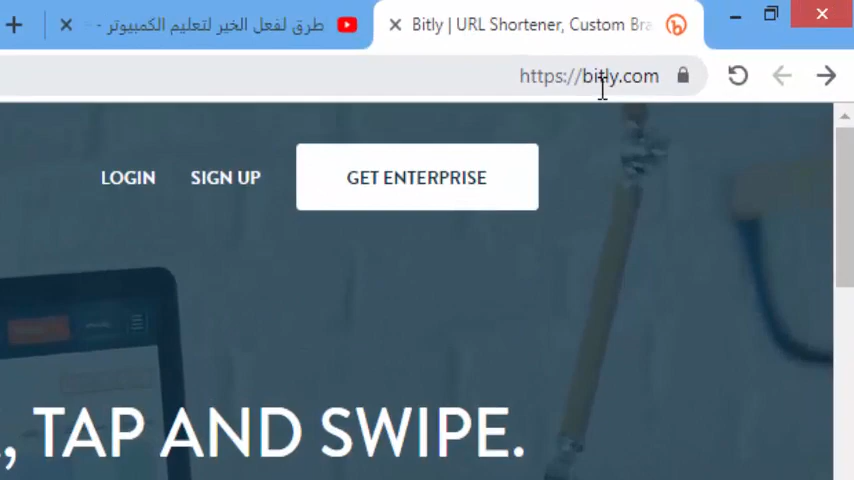 طرق لفعل الخير لتعليم الكمبيوتر -
Bitly | URL Shortener, Custom Bra
https://bitly.com
LOGIN SIGN UP GET ENTERPRISE
, TAP AND SWIPE.